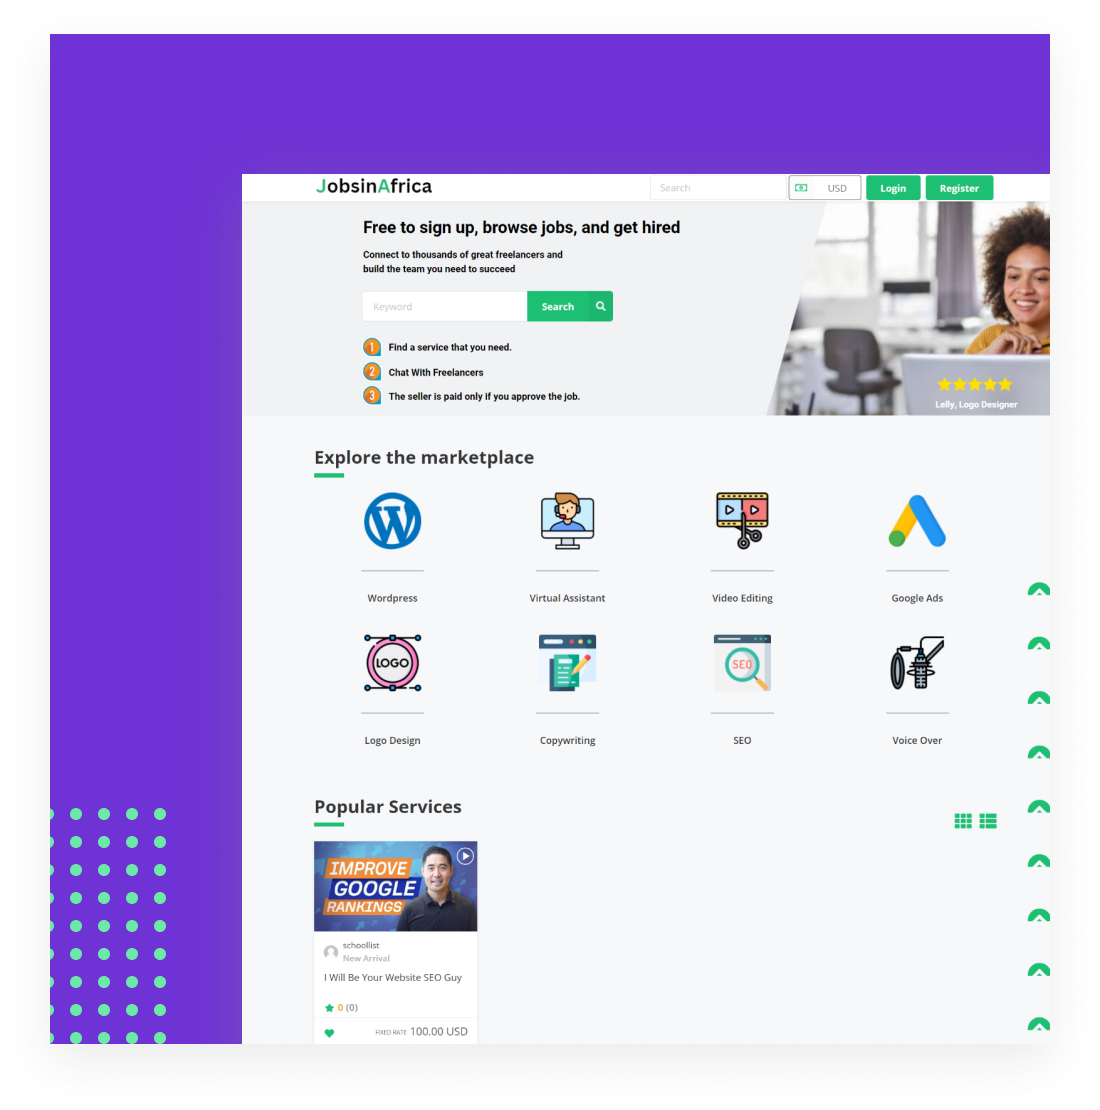 JobsinAfrica
Search
USD
Login
Register
Free to sign up, browse jobs, and get hired
Connect to thousands of great freelancers and
build the team you need to succeed
Keyword
Search
1 Find a service that you need.
2 Chat With Freelancers
3 The seller is paid only if you approve the job.
Lelly, Logo Designer
Explore the marketplace
Wordpress
Virtual Assistant
Video Editing
Google Ads
LOGO
SEO
Logo Design
Copywriting
SEO
Voice Over
Popular Services
IMPROVE
GOOGLE
RANKINGS
schoollist
New Arrival
I Will Be Your Website SEO Guy
0 (0)
FIXED RATE 100.00 USD